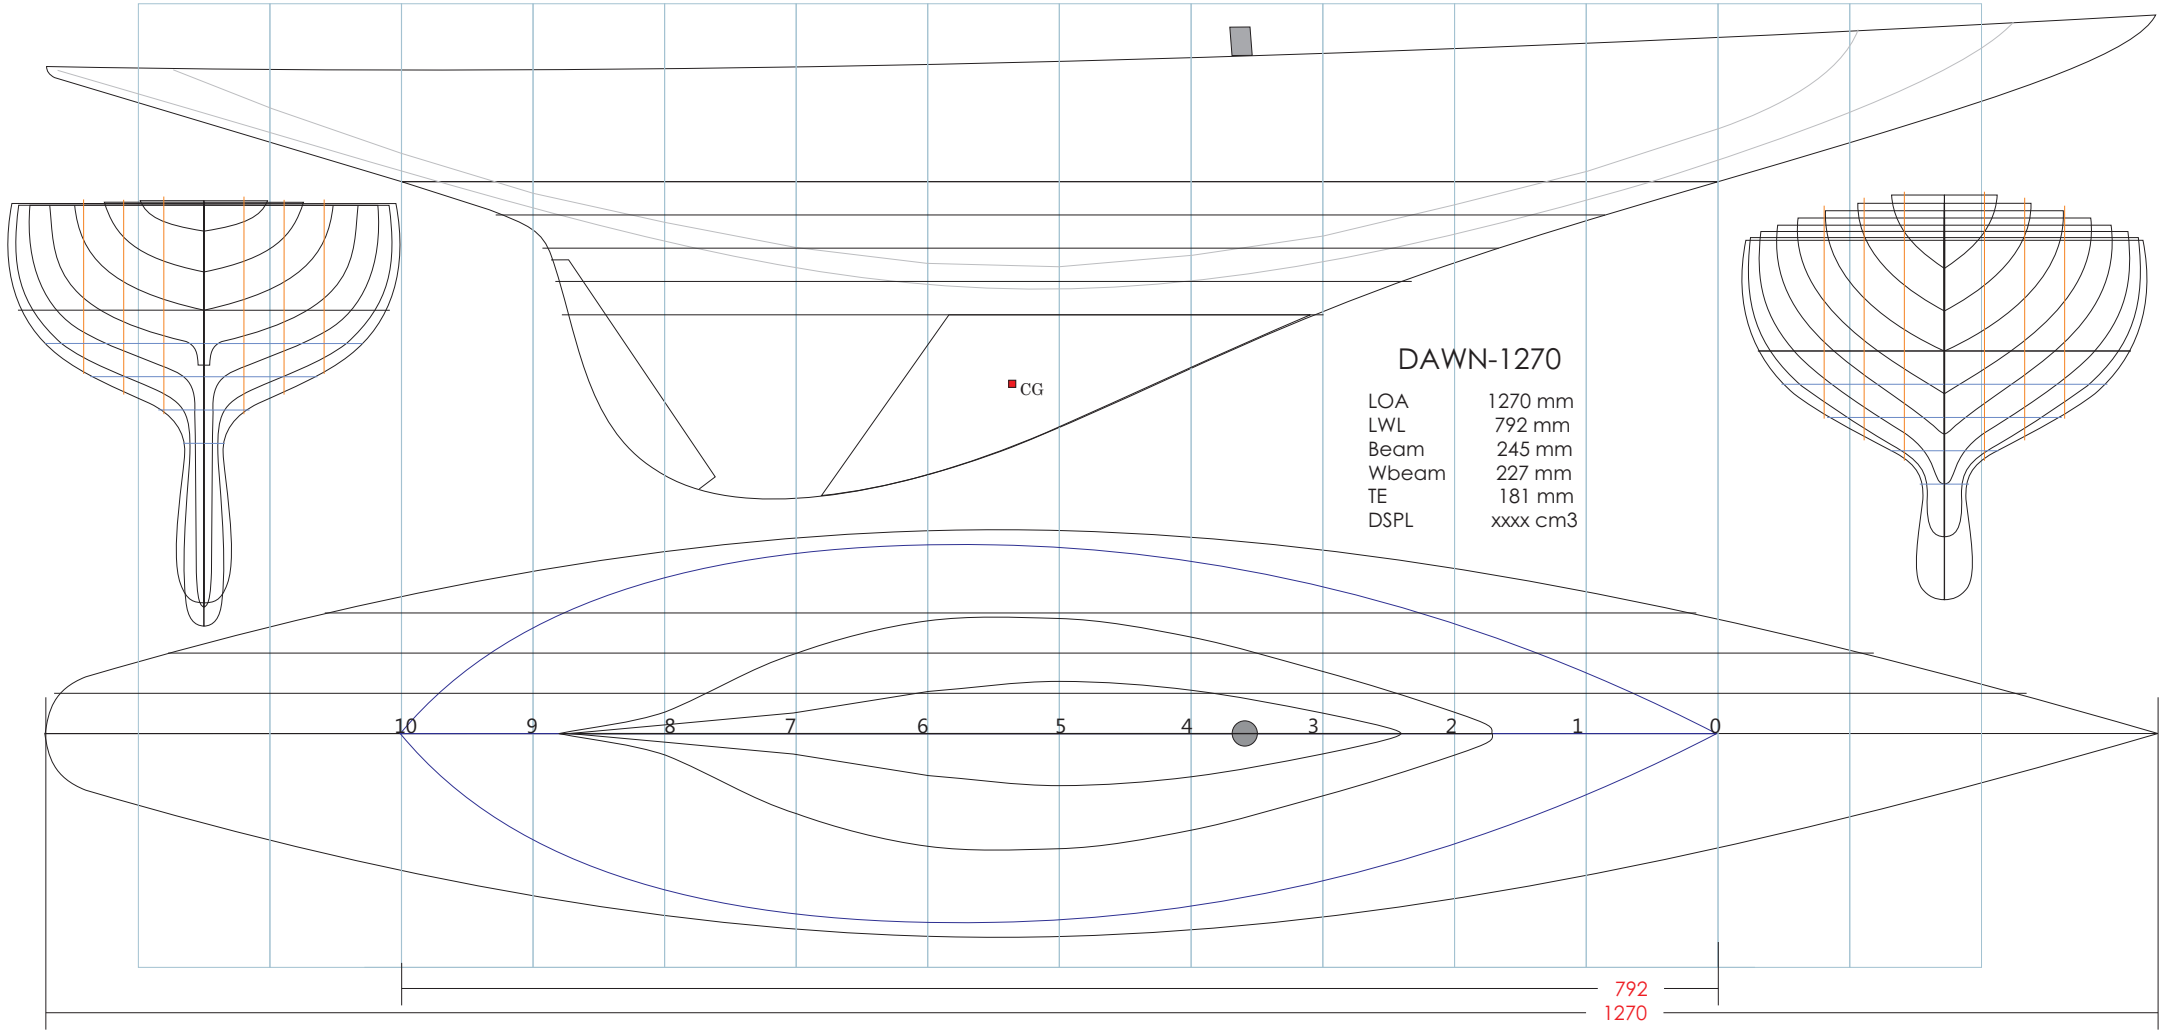 DAWN-1270
CG
LOA 1270 mm
LWL 792 mm
Beam 245 mm
Wbeam 227 mm
TE 181 mm
DSPL xxxx cm3
10 9 8 7 6 5 4 3 2 1 0
792
1270